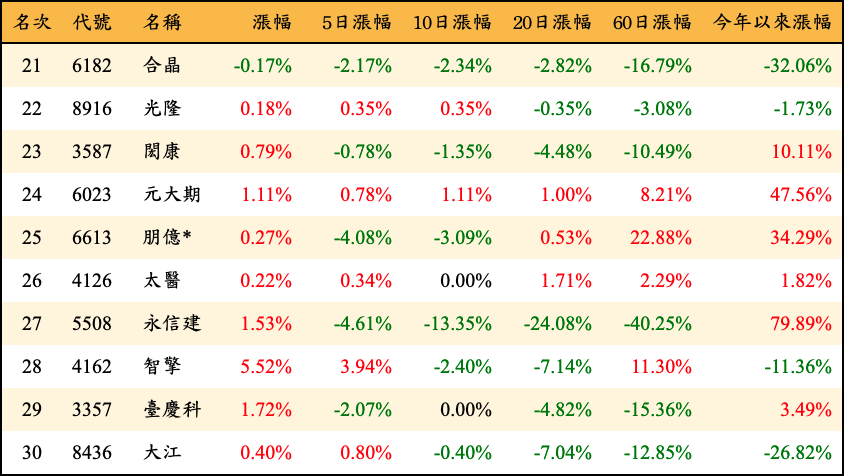 名次 代號 名稱 漲幅 5日漲幅 10日漲幅 20日漲幅 60日漲幅 今年以來漲幅
21 6182 合晶 -0.17% -2.17% -2.34% -2.82% -16.79% -32.06%
22 8916 光隆 0.18% 0.35% 0.35% -0.35% -3.08% -1.73%
23 3587 閎康 0.79% -0.78% -1.35% -4.48% -10.49% 10.11%
24 6023 元大期 1.11% 0.78% 1.11% 1.00% 8.21% 47.56%
25 6613 朋億* 0.27% -4.08% -3.09% 0.53% 22.88% 34.29%
26 4126 太醫 0.22% 0.34% 0.00% 1.71% 2.29% 1.82%
27 5508 永信建 1.53% -4.61% -13.35% -24.08% -40.25% 79.89%
28 4162 智擎 5.52% 3.94% -2.40% -7.14% 11.30% -11.36%
29 3357 臺慶科 1.72% -2.07% 0.00% -4.82% -15.36% 3.49%
30 8436 大江 0.40% 0.80% -0.40% -7.04% -12.85% -26.82%